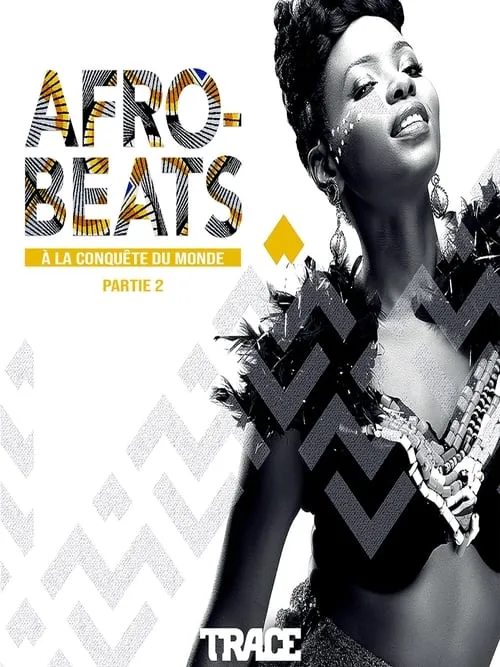 AFRO-
BEATS
À LA CONQUÊTE DU MONDE
PARTIE 2
TRACE